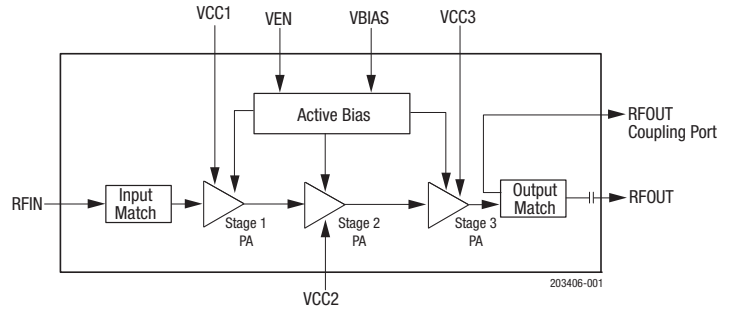 VCC1
VEN
VBIAS
VCC3
Active Bias
RFOUT
Coupling Port
RFIN
Input
Match
Output
Match
RFOUT
Stage 1
PA
Stage 2
PA
Stage 3
PA
203406-001
VCC2